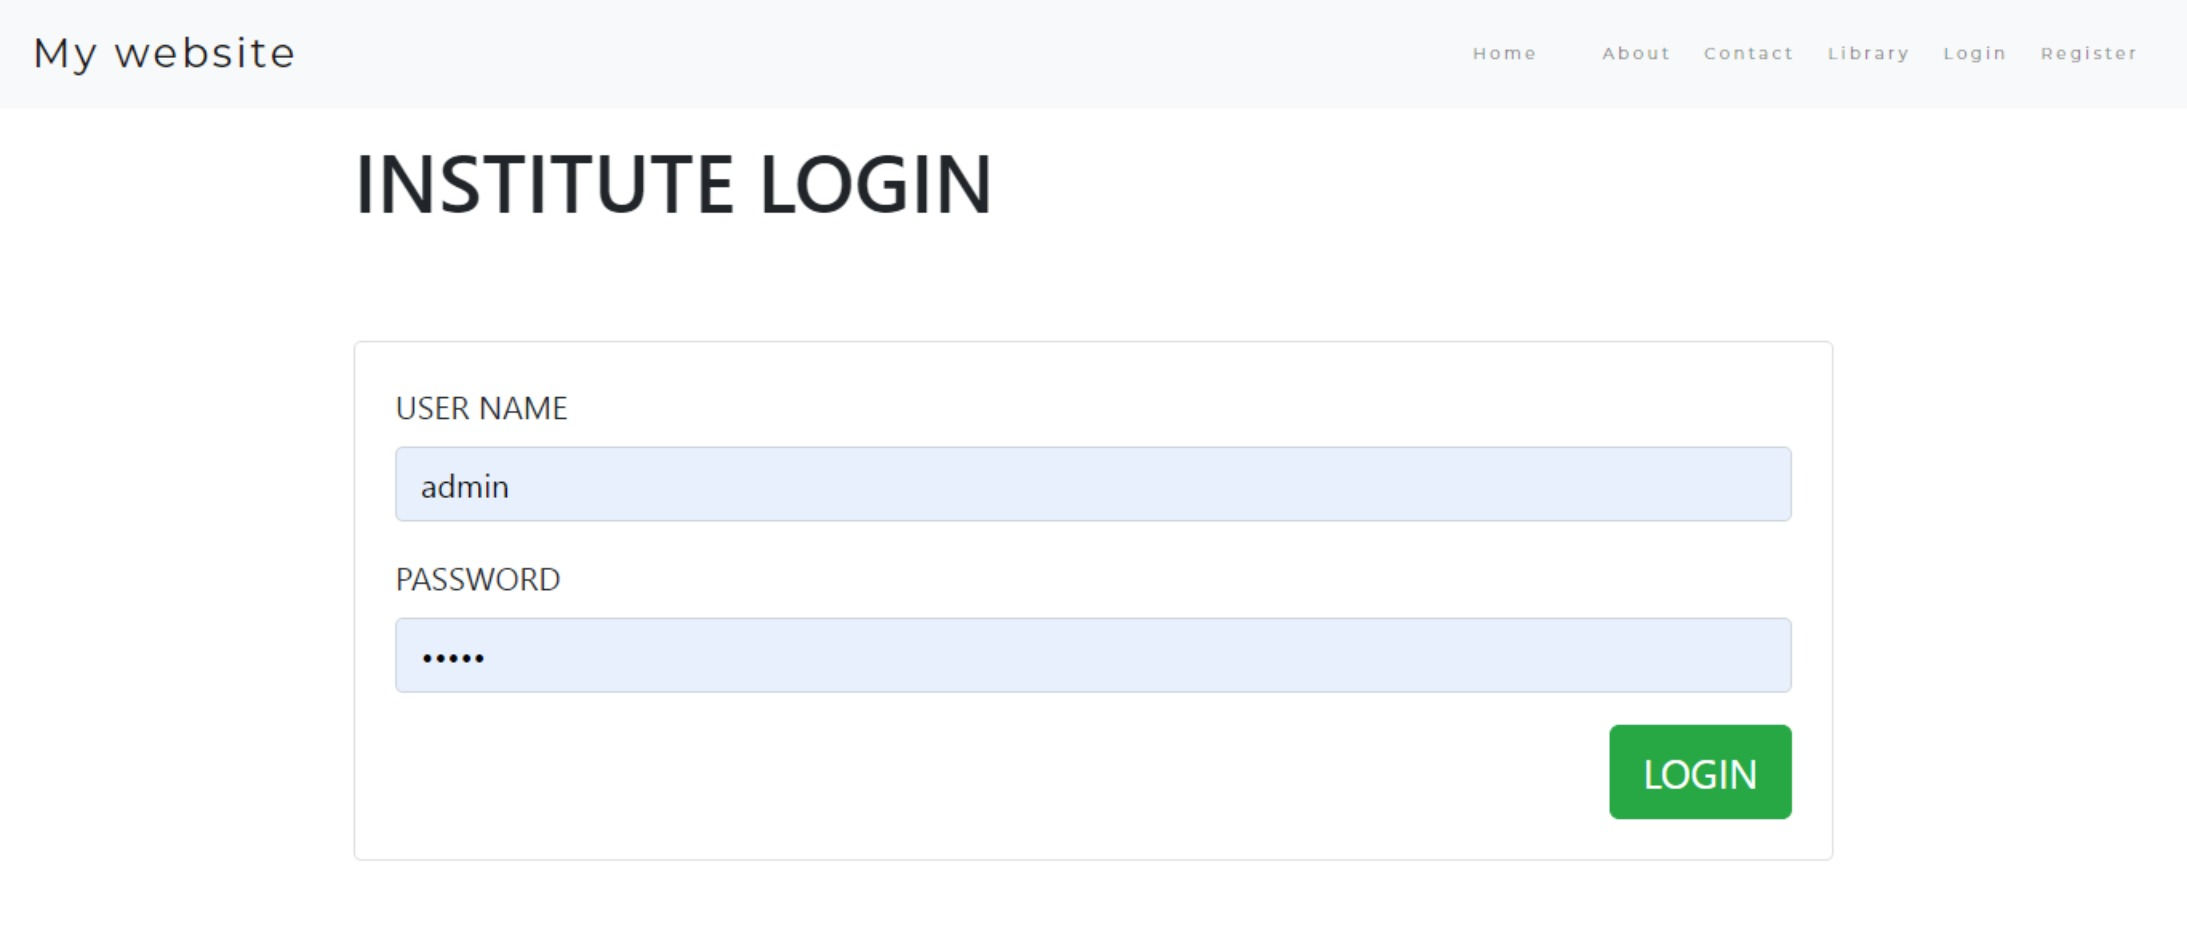 My website
Home About Contact Library Login Register
INSTITUTE LOGIN
USER NAME
admin
PASSWORD
•••••
LOGIN